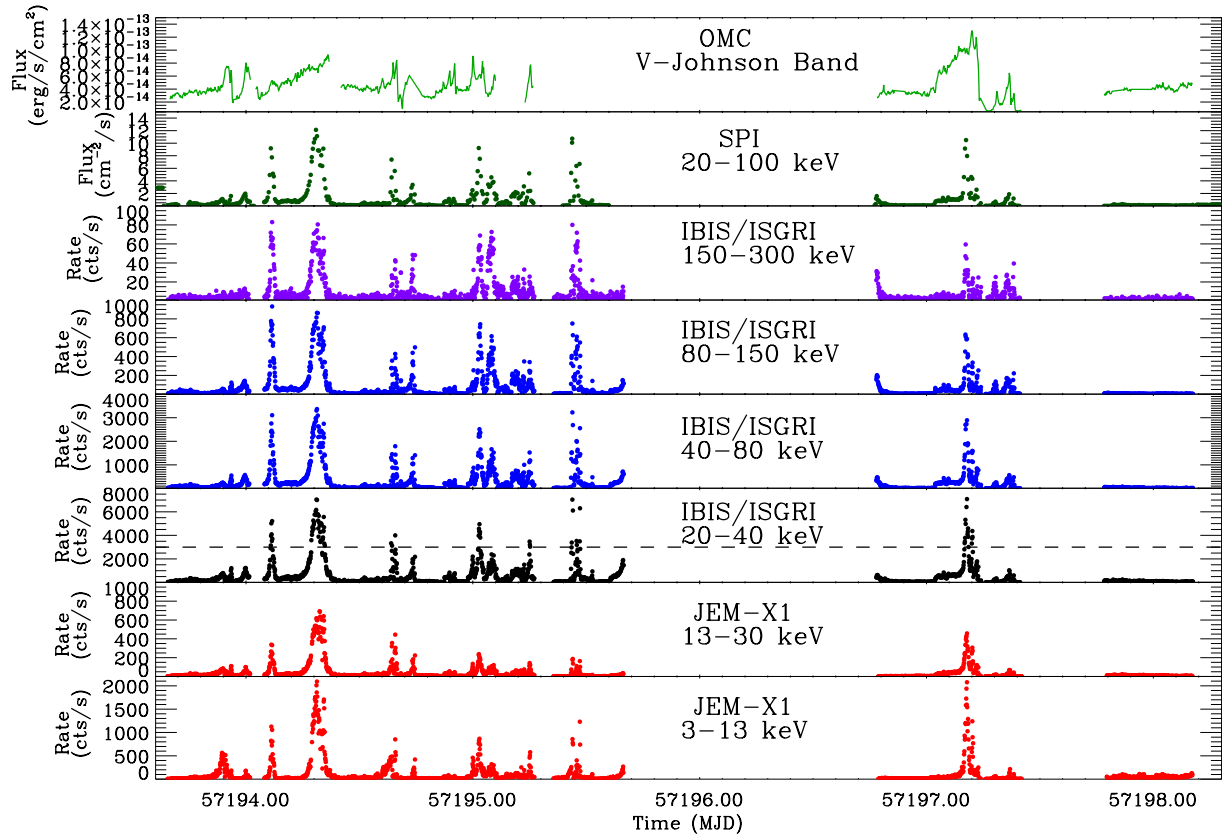 Flux
(erg/s/cm²)
1.4×10⁻¹³
1.2×10⁻¹³
1.0×10⁻¹³
8.0×10⁻¹⁴
6.0×10⁻¹⁴
4.0×10⁻¹⁴
2.0×10⁻¹⁴
OMC
V-Johnson Band
Flux
(cm⁻²/s)
14
12
10
8
6
4
2
SPI
20-100 keV
Rate
(cts/s)
100
80
60
40
20
IBIS/ISGRI
150-300 keV
Rate
(cts/s)
1000
800
600
400
200
IBIS/ISGRI
80-150 keV
Rate
(cts/s)
4000
3000
2000
1000
IBIS/ISGRI
40-80 keV
Rate
(cts/s)
8000
6000
4000
2000
IBIS/ISGRI
20-40 keV
Rate
(cts/s)
800
600
400
200
0
JEM-X1
13-30 keV
Rate
(cts/s)
2000
1500
1000
500
0
JEM-X1
3-13 keV
57194.00 57195.00 57196.00 57197.00 57198.00
Time (MJD)